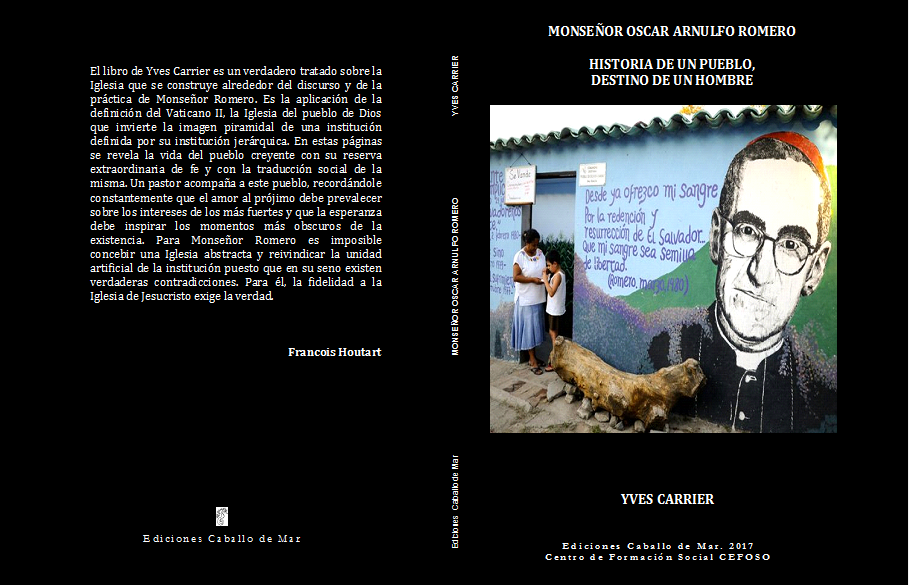 El libro de Yves Carrier es un verdadero tratado sobre la
Iglesia que se construye alrededor del discurso y de la
práctica de Monseñor Romero. Es la aplicación de la
definición del Vaticano II, la Iglesia del pueblo de Dios
que invierte la imagen piramidal de una institución
definida por su institución jerárquica. En estas páginas
se revela la vida del pueblo creyente con su reserva
extraordinaria de fe y con la traducción social de la
misma. Un pastor acompaña a este pueblo, recordándole
constantemente que el amor al prójimo debe prevalecer
sobre los intereses de los más fuertes y que la esperanza
debe inspirar los momentos más obscuros de la
existencia. Para Monseñor Romero es imposible
concebir una Iglesia abstracta y reivindicar la unidad
artificial de la institución puesto que en su seno existen
verdaderas contradicciones. Para él, la fidelidad a la
Iglesia de Jesucristo exige la verdad.
Francois Houtart
Ediciones Caballo de Mar
YVES CARRIER
MONSEÑOR OSCAR ARNULFO ROMERO
Ediciones Caballo de Mar
MONSEÑOR OSCAR ARNULFO ROMERO
HISTORIA DE UN PUEBLO,
DESTINO DE UN HOMBRE
Se Vende
Desde ya ofrezco mi sangre
Por la redención y
resurrección de El Salvador...
Que mi sangre sea Semilla
de libertad.
(Romero, marzo, 1980)
YVES CARRIER
Ediciones Caballo de Mar. 2017
Centro de Formación Social CEFOSO